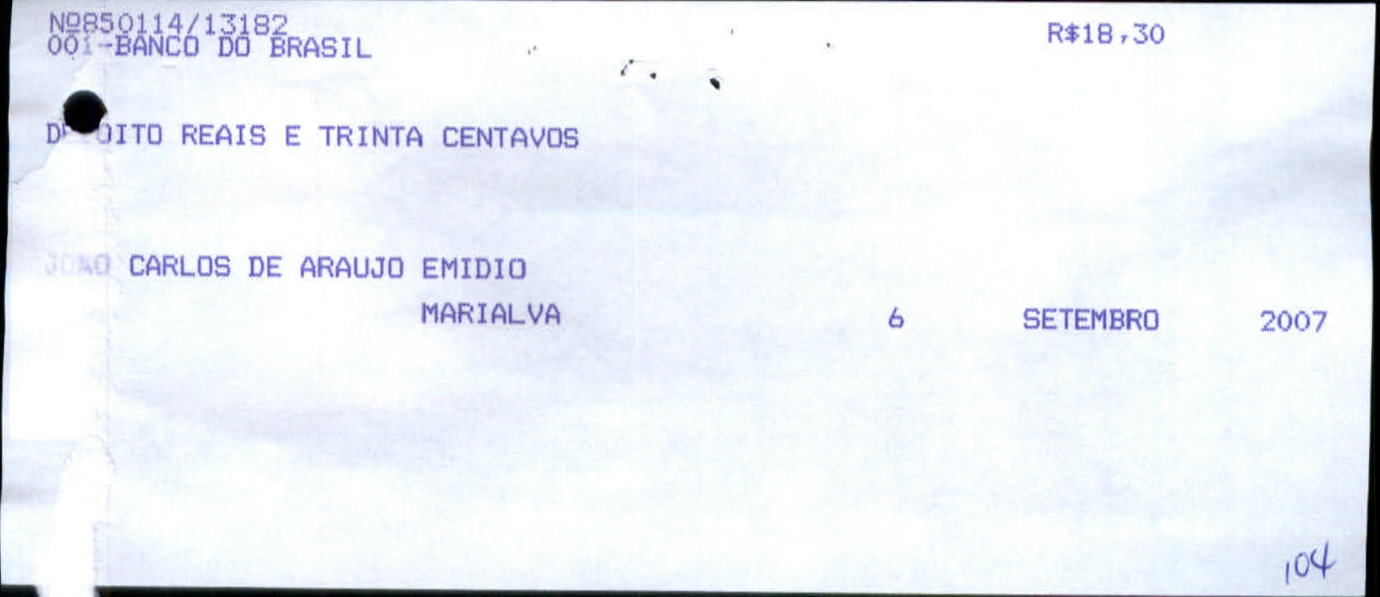 Nº850114/13182 R$18,30
001-BANCO DO BRASIL
REAIS E TRINTA CENTAVOS
JOAO CARLOS DE ARAUJO EMIDIO
MARIALVA 6 SETEMBRO 2007
104